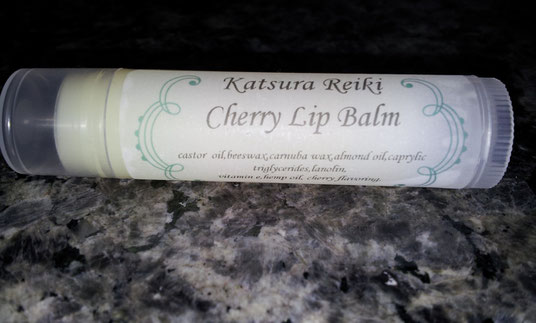 Katsura Reiki
Cherry Lip Balm
castor oil,beeswax,carnuba wax,almond oil,caprylic
triglycerides,lanolin,
vitamin e,hemp oil, cherry flavoring.